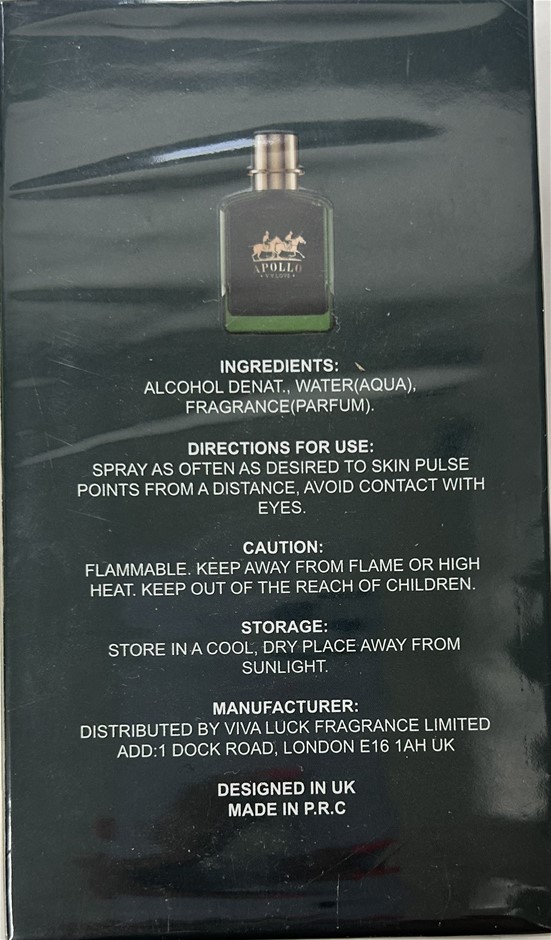 APOLLO
INGREDIENTS:
ALCOHOL DENAT., WATER(AQUA),
FRAGRANCE(PARFUM).
DIRECTIONS FOR USE:
SPRAY AS OFTEN AS DESIRED TO SKIN PULSE
POINTS FROM A DISTANCE, AVOID CONTACT WITH
EYES.
CAUTION:
FLAMMABLE. KEEP AWAY FROM FLAME OR HIGH
HEAT. KEEP OUT OF THE REACH OF CHILDREN.
STORAGE:
STORE IN A COOL, DRY PLACE AWAY FROM
SUNLIGHT.
MANUFACTURER:
DISTRIBUTED BY VIVA LUCK FRAGRANCE LIMITED
ADD:1 DOCK ROAD, LONDON E16 1AH UK
DESIGNED IN UK
MADE IN P.R.C